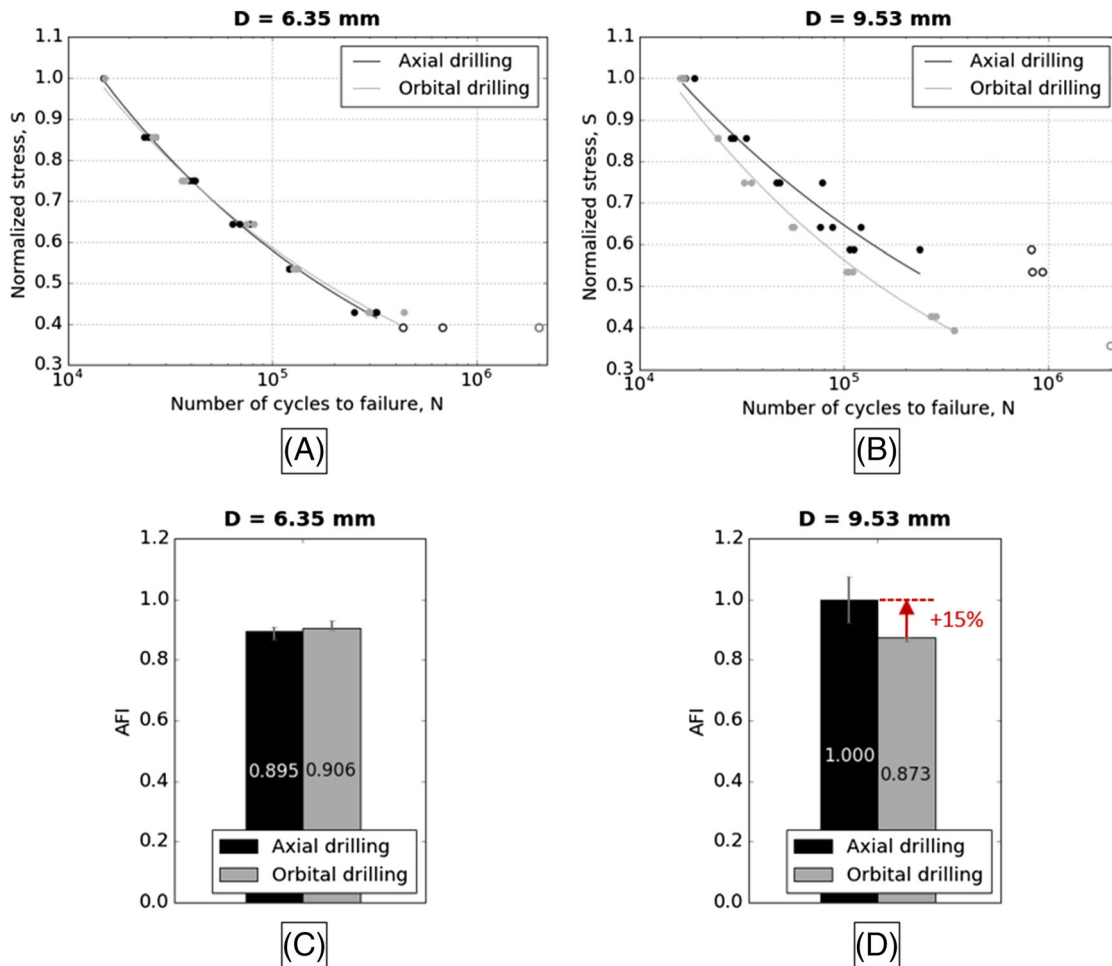 D = 6.35 mm
1.1
1.0
0.9
0.8
0.7
0.6
0.5
0.4
0.3
Normalized stress, S
Axial drilling
Orbital drilling
10^4
10^5
10^6
Number of cycles to failure, N
(A)
D = 9.53 mm
1.1
1.0
0.9
0.8
0.7
0.6
0.5
0.4
0.3
Normalized stress, S
Axial drilling
Orbital drilling
10^4
10^5
10^6
Number of cycles to failure, N
(B)
D = 6.35 mm
1.2
1.0
0.8
0.6
0.4
0.2
0.0
AFI
0.895
0.906
Axial drilling
Orbital drilling
(C)
D = 9.53 mm
1.2
1.0
0.8
0.6
0.4
0.2
0.0
AFI
+15%
1.000
0.873
Axial drilling
Orbital drilling
(D)